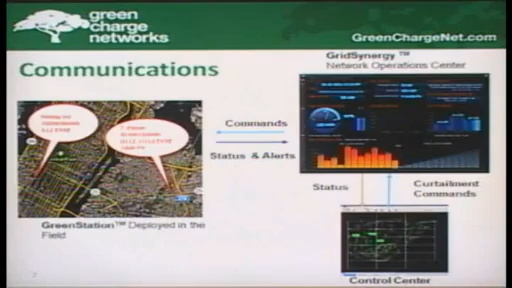 green
charge
networks
GreenChargeNet.com
Communications
GridSynergy ™
Network Operations Center
Commands
Status & Alerts
Status
Curtailment
Commands
GreenStation™ Deployed in the
Field
Control Center